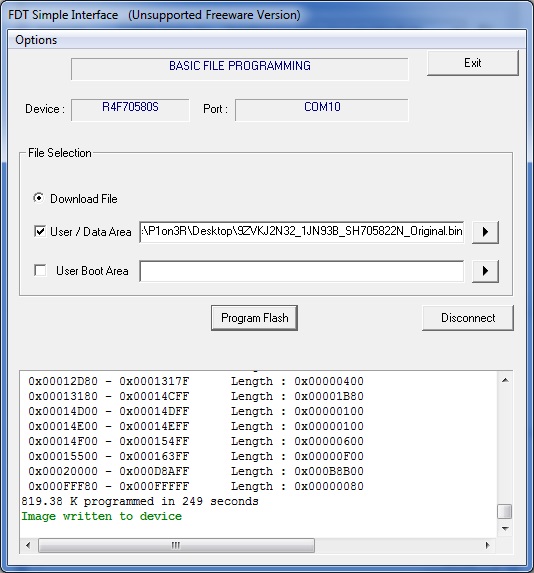 FDT Simple Interface   (Unsupported Freeware Version)
Options
BASIC FILE PROGRAMMING
Exit
Device : R4F70580S Port : COM10
File Selection
Download File
User / Data Area :\P1on3R\Desktop\9ZVKJ2N32_1JN93B_SH705822N_Original.bin
User Boot Area
Program Flash
Disconnect
0x00012D80 - 0x0001317F Length : 0x00000400
0x00013180 - 0x00014CFF Length : 0x00001B80
0x00014D00 - 0x00014DFF Length : 0x00000100
0x00014E00 - 0x00014EFF Length : 0x00000100
0x00014F00 - 0x000154FF Length : 0x00000600
0x00015500 - 0x000163FF Length : 0x00000F00
0x00020000 - 0x000D8AFF Length : 0x000B8B00
0x000FFF80 - 0x000FFFFF Length : 0x00000080
819.38 K programmed in 249 seconds
Image written to device